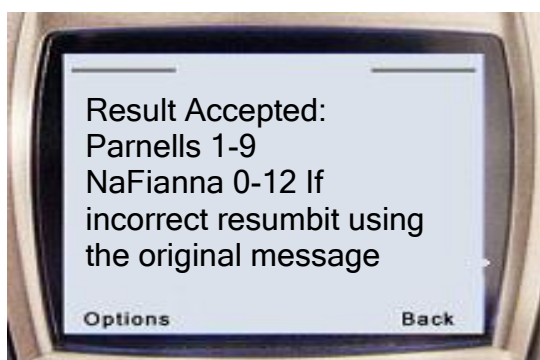 Result Accepted:
Parnells 1-9
NaFianna 0-12 If
incorrect resumbit using
the original message
Options
Back